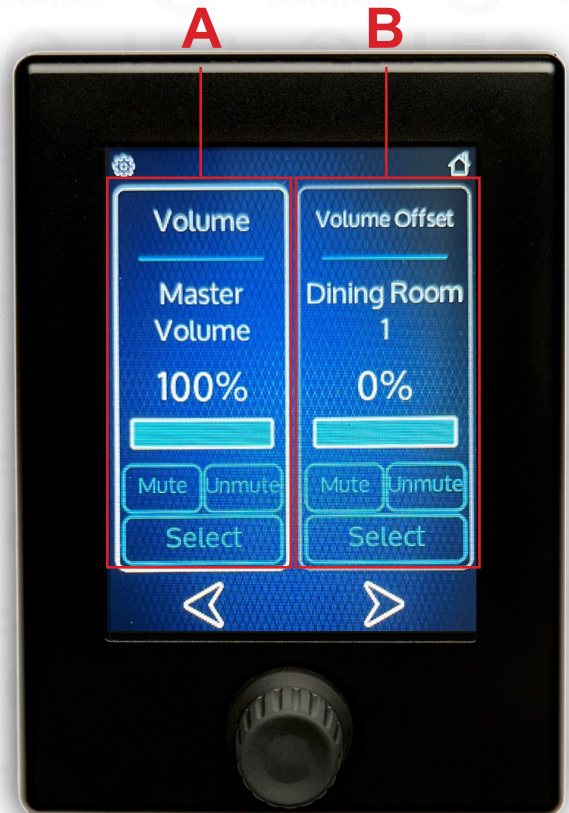 A
B
Volume
Master
Volume
100%
Mute
Unmute
Select
Volume Offset
Dining Room
1
0%
Mute
Unmute
Select